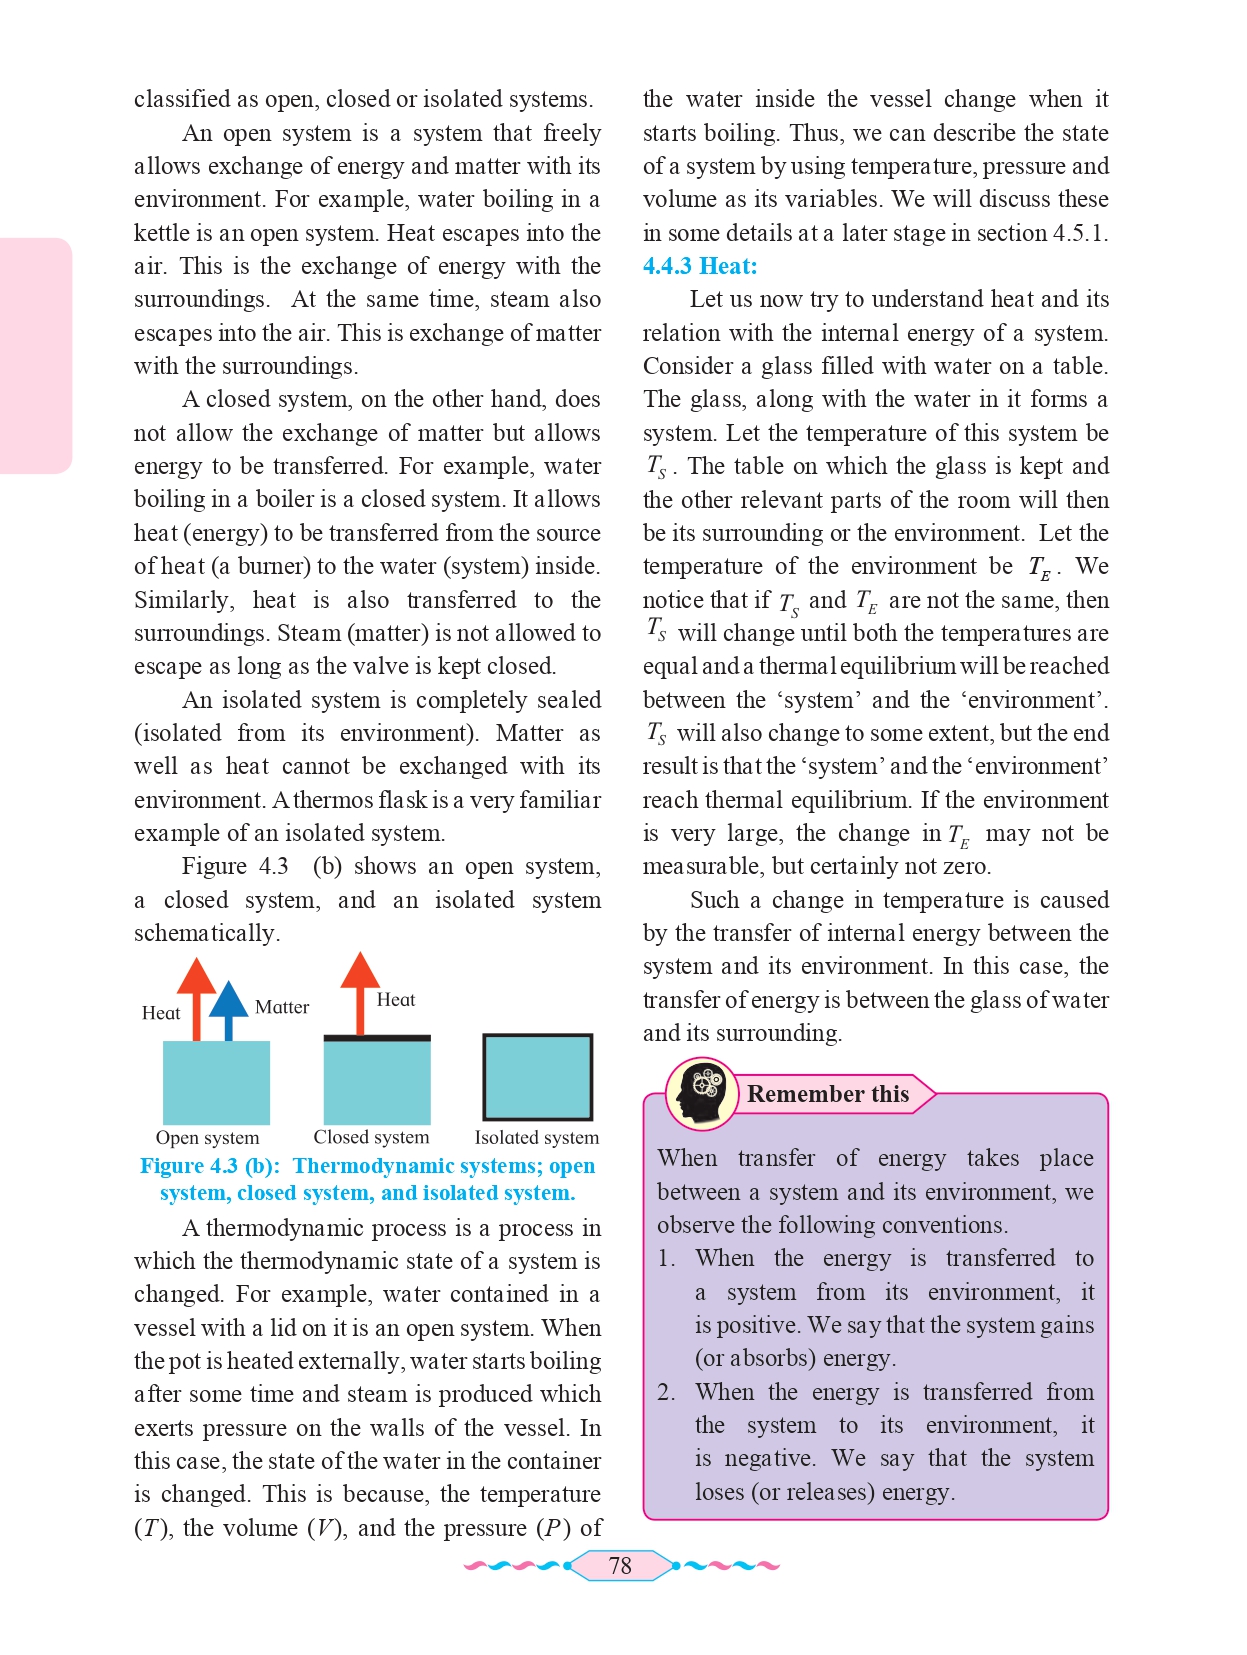 classified as open, closed or isolated systems.
An open system is a system that freely
allows exchange of energy and matter with its
environment. For example, water boiling in a
kettle is an open system. Heat escapes into the
air. This is the exchange of energy with the
surroundings. At the same time, steam also
escapes into the air. This is exchange of matter
with the surroundings.
A closed system, on the other hand, does
not allow the exchange of matter but allows
energy to be transferred. For example, water
boiling in a boiler is a closed system. It allows
heat (energy) to be transferred from the source
of heat (a burner) to the water (system) inside.
Similarly, heat is also transferred to the
surroundings. Steam (matter) is not allowed to
escape as long as the valve is kept closed.
An isolated system is completely sealed
(isolated from its environment). Matter as
well as heat cannot be exchanged with its
environment. A thermos flask is a very familiar
example of an isolated system.
Figure 4.3 (b) shows an open system,
a closed system, and an isolated system
schematically.
Heat
Matter
Heat
Open system
Closed system
Isolated system
Figure 4.3 (b): Thermodynamic systems; open
system, closed system, and isolated system.
A thermodynamic process is a process in
which the thermodynamic state of a system is
changed. For example, water contained in a
vessel with a lid on it is an open system. When
the pot is heated externally, water starts boiling
after some time and steam is produced which
exerts pressure on the walls of the vessel. In
this case, the state of the water in the container
is changed. This is because, the temperature
(T), the volume (V), and the pressure (P) of
the water inside the vessel change when it
starts boiling. Thus, we can describe the state
of a system by using temperature, pressure and
volume as its variables. We will discuss these
in some details at a later stage in section 4.5.1.
4.4.3 Heat:
Let us now try to understand heat and its
relation with the internal energy of a system.
Consider a glass filled with water on a table.
The glass, along with the water in it forms a
system. Let the temperature of this system be
T_S. The table on which the glass is kept and
the other relevant parts of the room will then
be its surrounding or the environment. Let the
temperature of the environment be T_E. We
notice that if T_S and T_E are not the same, then
T_S will change until both the temperatures are
equal and a thermal equilibrium will be reached
between the ‘system’ and the ‘environment’.
T_S will also change to some extent, but the end
result is that the ‘system’ and the ‘environment’
reach thermal equilibrium. If the environment
is very large, the change in T_E may not be
measurable, but certainly not zero.
Such a change in temperature is caused
by the transfer of internal energy between the
system and its environment. In this case, the
transfer of energy is between the glass of water
and its surrounding.
Remember this
When transfer of energy takes place
between a system and its environment, we
observe the following conventions.
1. When the energy is transferred to
a system from its environment, it
is positive. We say that the system gains
(or absorbs) energy.
2. When the energy is transferred from
the system to its environment, it
is negative. We say that the system
loses (or releases) energy.
78